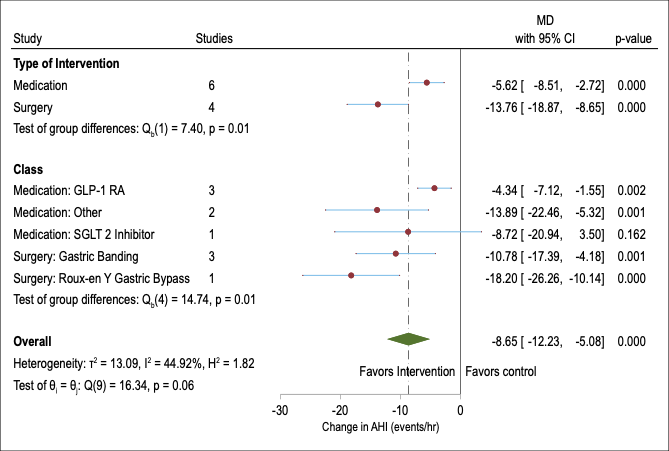 MD
Study Studies with 95% CI p-value
Type of Intervention
Medication 6 -5.62 [ -8.51, -2.72] 0.000
Surgery 4 -13.76 [ -18.87, -8.65] 0.000
Test of group differences: Qb(1) = 7.40, p = 0.01
Class
Medication: GLP-1 RA 3 -4.34 [ -7.12, -1.55] 0.002
Medication: Other 2 -13.89 [ -22.46, -5.32] 0.001
Medication: SGLT 2 Inhibitor 1 -8.72 [ -20.94, 3.50] 0.162
Surgery: Gastric Banding 3 -10.78 [ -17.39, -4.18] 0.001
Surgery: Roux-en Y Gastric Bypass 1 -18.20 [ -26.26, -10.14] 0.000
Test of group differences: Qb(4) = 14.74, p = 0.01
Overall -8.65 [ -12.23, -5.08] 0.000
Heterogeneity: τ² = 13.09, I² = 44.92%, H² = 1.82
Favors Intervention Favors control
Test of θi = θj: Q(9) = 16.34, p = 0.06
-30 -20 -10 0
Change in AHI (events/hr)